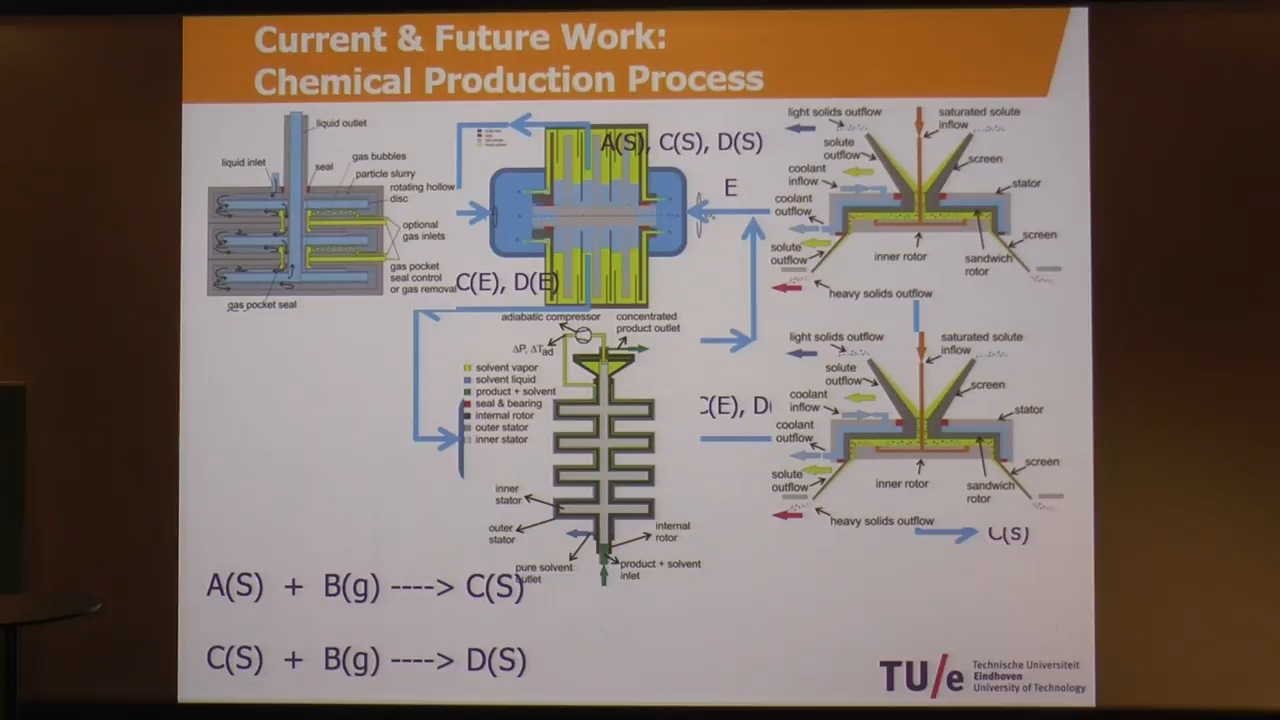 Current & Future Work:
Chemical Production Process
liquid outlet
liquid inlet
seal
gas bubbles
particle slurry
rotating hollow
disc
optional
gas inlets
gas pocket
seal control
or gas removal
gas pocket seal
A(S), C(S), D(S)
E
C(E), D(E)
adiabatic compressor
concentrated
product outlet
ΔP, ΔTad
solvent vapor
solvent liquid
product + solvent
seal & bearing
internal rotor
outer stator
inner stator
inner
stator
outer
stator
internal
rotor
pure solvent
outlet
product + solvent
inlet
light solids outflow
saturated solute
inflow
solute
outflow
screen
coolant
inflow
stator
coolant
outflow
screen
solute
outflow
inner rotor
sandwich
rotor
heavy solids outflow
C(E), D(
light solids outflow
saturated solute
inflow
solute
outflow
screen
coolant
inflow
stator
coolant
outflow
screen
solute
outflow
inner rotor
sandwich
rotor
heavy solids outflow
C(S)
A(S) + B(g) ----> C(S)
C(S) + B(g) ----> D(S)
TU/e
Technische Universiteit
Eindhoven
University of Technology